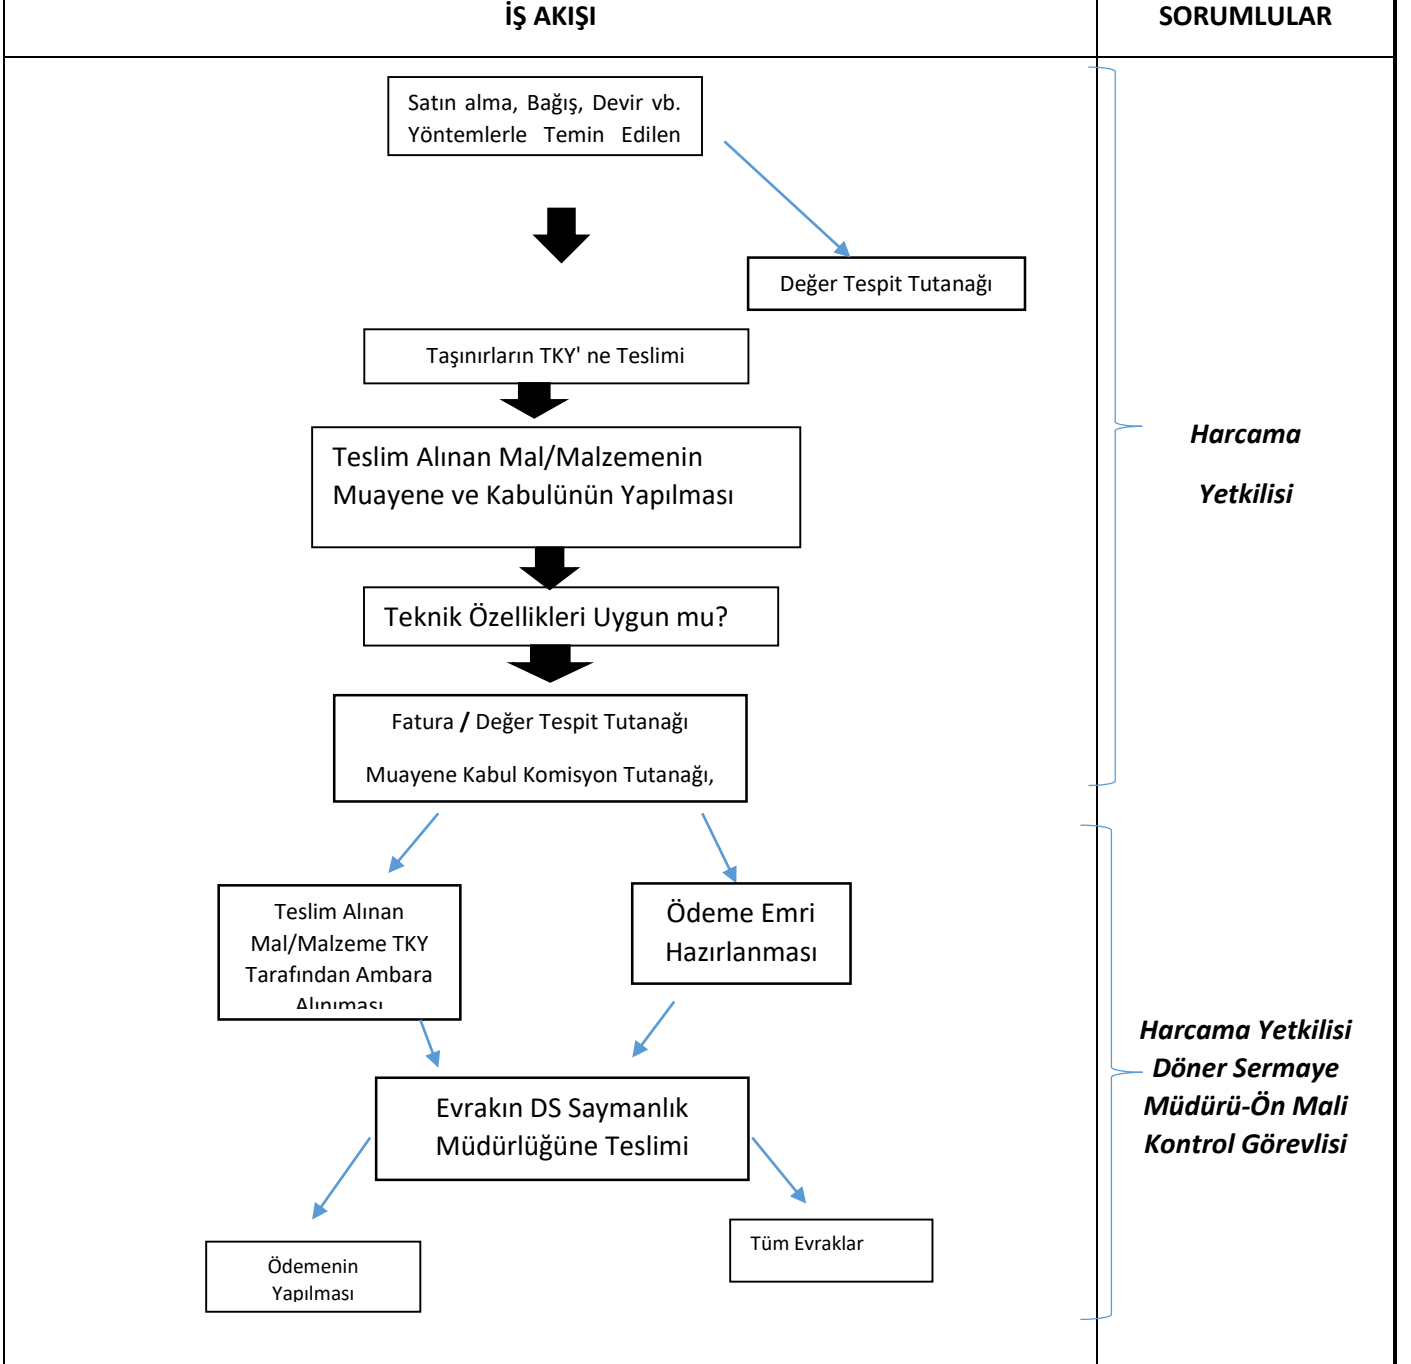 İŞ AKIŞI
SORUMLULAR
Satın alma, Bağış, Devir vb.
Yöntemlerle Temin Edilen
Değer Tespit Tutanağı
Taşınırların TKY' ne Teslimi
Teslim Alınan Mal/Malzemenin
Muayene ve Kabulünün Yapılması
Teknik Özellikleri Uygun mu?
Fatura / Değer Tespit Tutanağı
Muayene Kabul Komisyon Tutanağı,
Harcama
Yetkilisi
Teslim Alınan
Mal/Malzeme TKY
Tarafından Ambara
Alınıması
Ödeme Emri
Hazırlanması
Evrakın DS Saymanlık
Müdürlüğüne Teslimi
Ödemenin
Yapılması
Tüm Evraklar
Harcama Yetkilisi
Döner Sermaye
Müdürü-Ön Mali
Kontrol Görevlisi